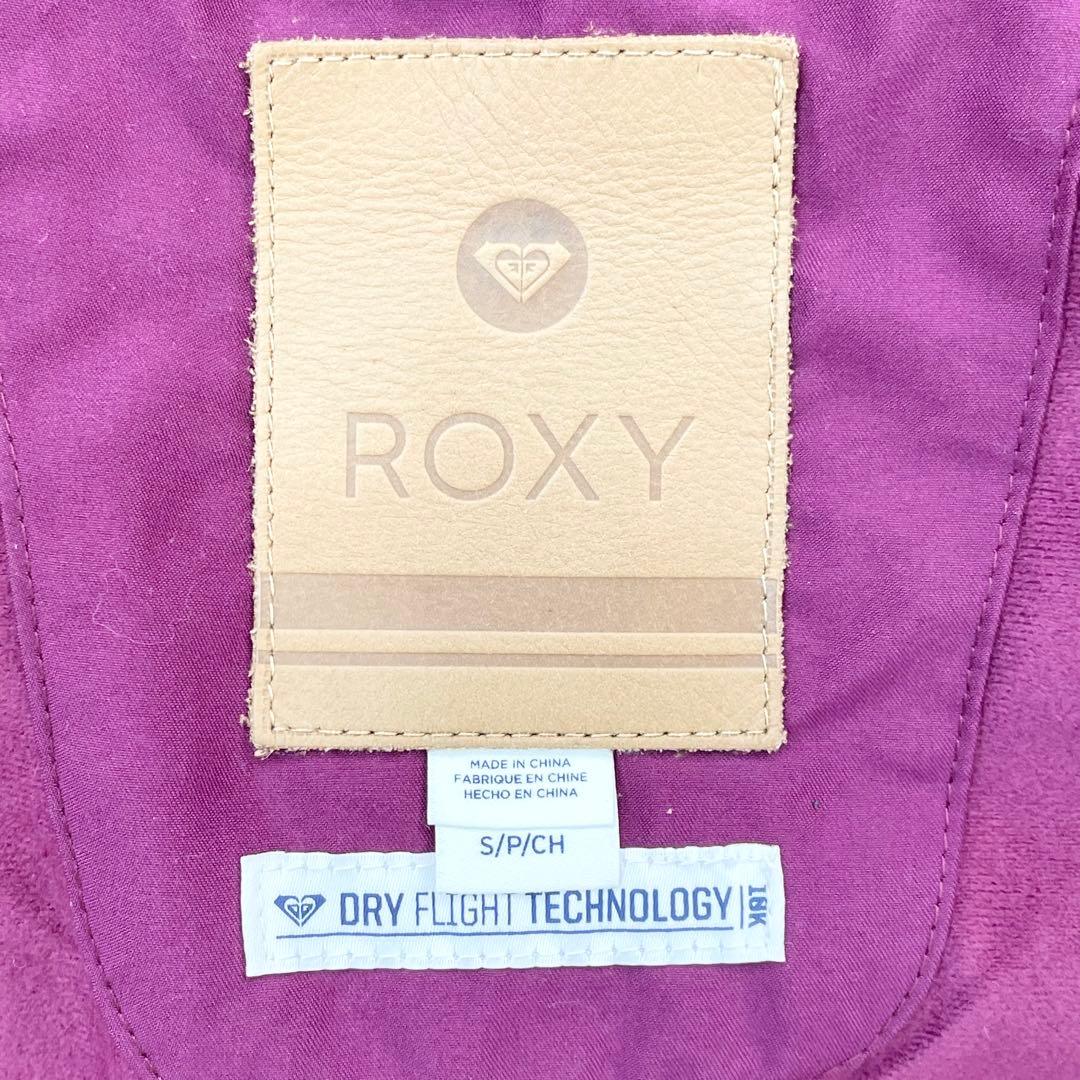 ROXY
MADE IN CHINA
FABRIQUE EN CHINE
HECHO EN CHINA
S/P/CH
DRY FLIGHT TECHNOLOGY 10K